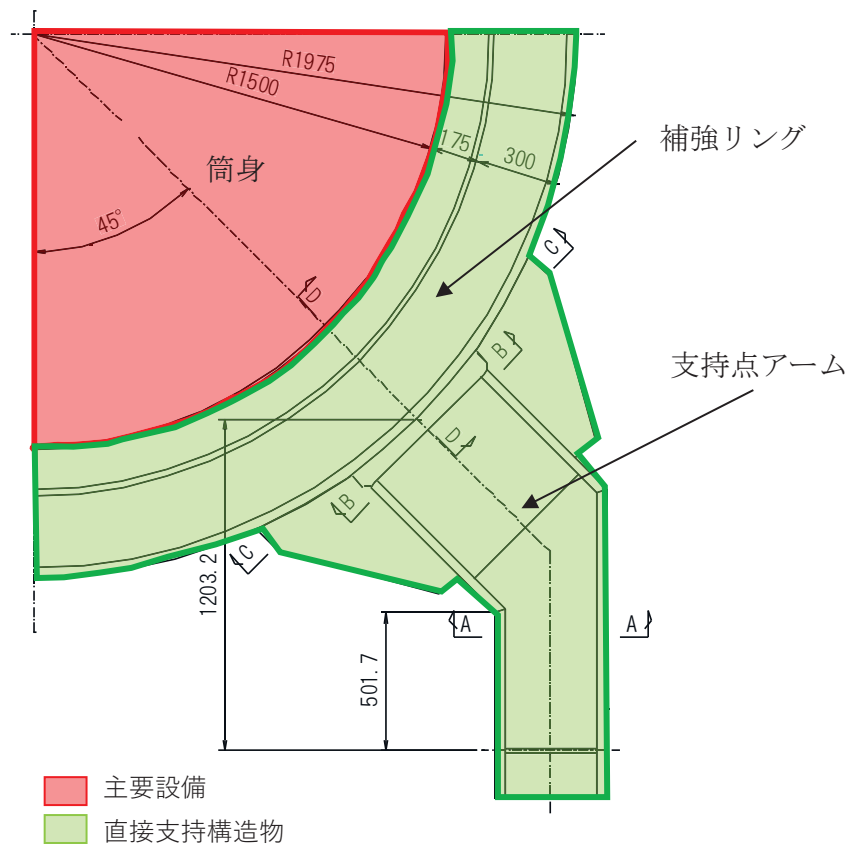 R1975
R1500
175
300
補強リング
筒身
45°
C
D
B
支持点アーム
D
B
C
1203.2
A
A
501.7
主要設備
直接支持構造物